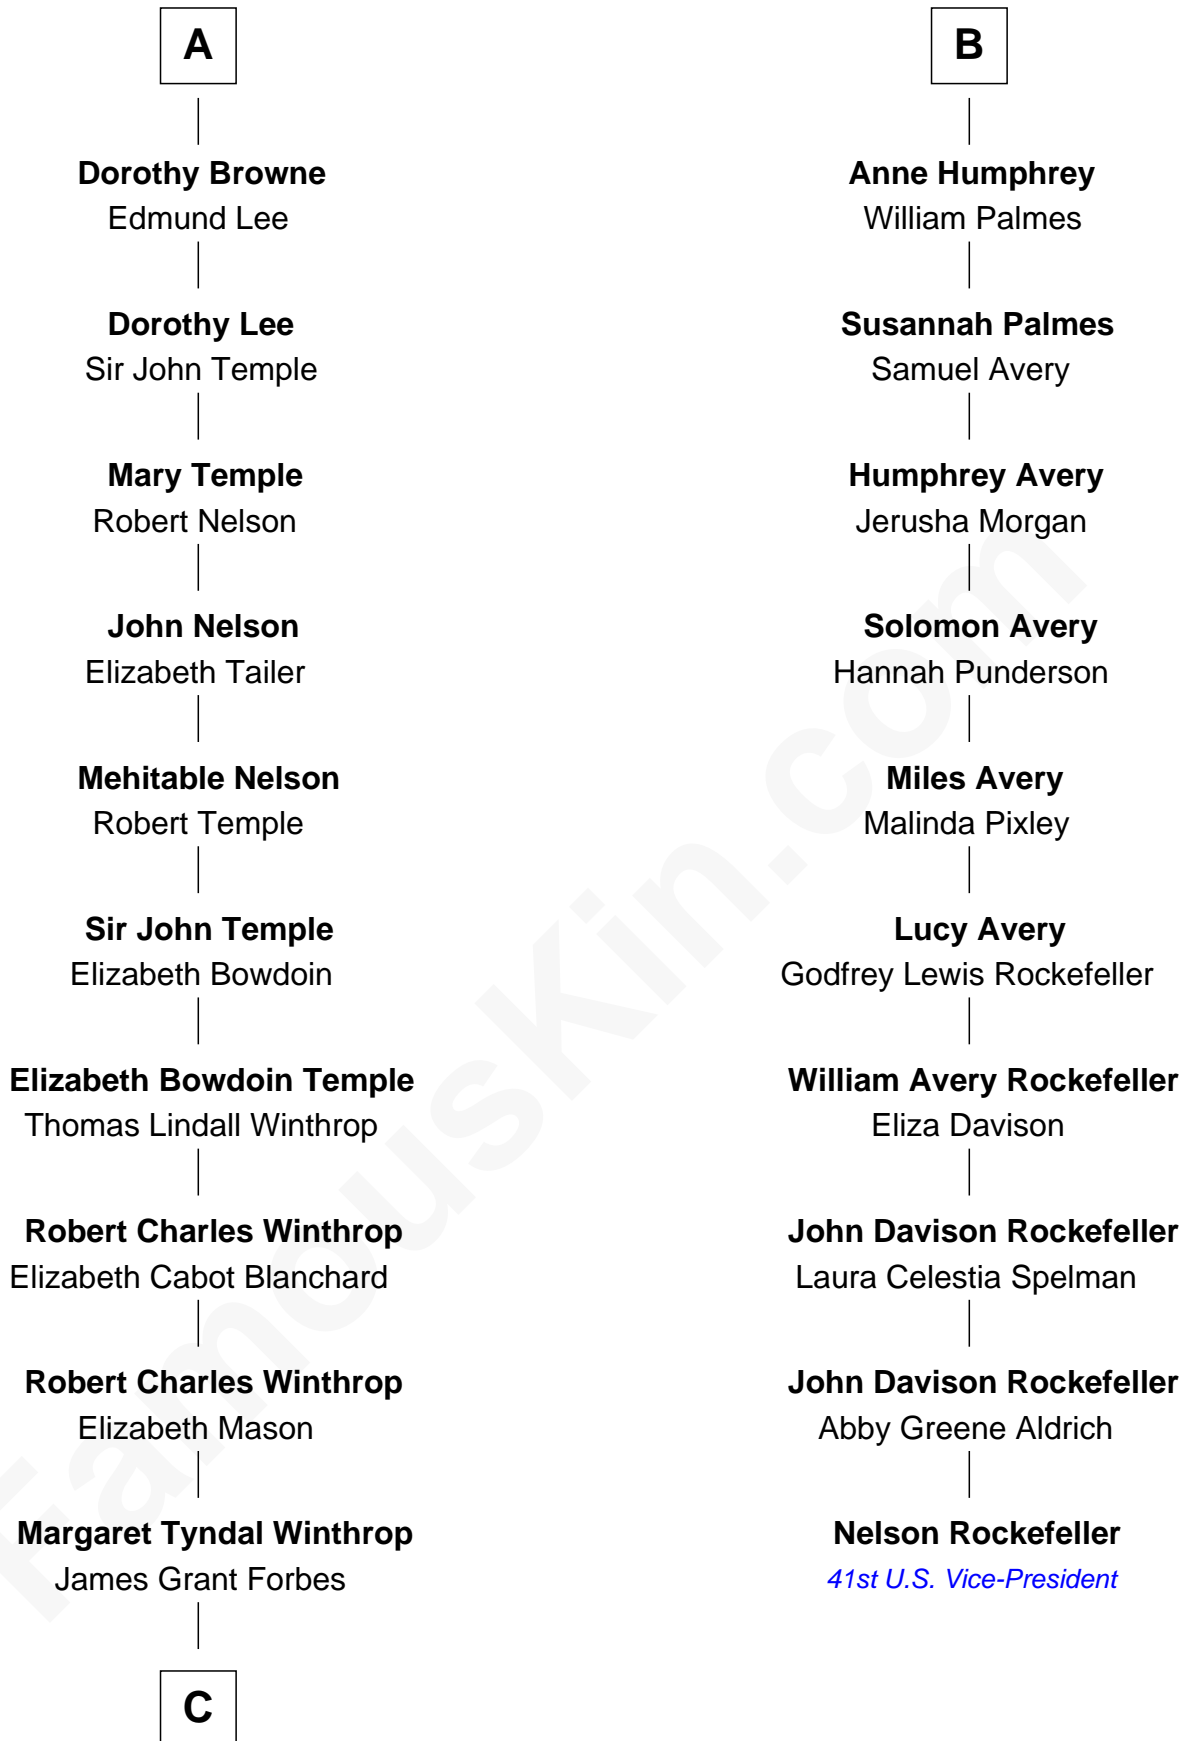 A
Dorothy Browne
Edmund Lee
Dorothy Lee
Sir John Temple
Mary Temple
Robert Nelson
John Nelson
Elizabeth Tailer
Mehitable Nelson
Robert Temple
Sir John Temple
Elizabeth Bowdoin
Elizabeth Bowdoin Temple
Thomas Lindall Winthrop
Robert Charles Winthrop
Elizabeth Cabot Blanchard
Robert Charles Winthrop
Elizabeth Mason
Margaret Tyndal Winthrop
James Grant Forbes
C
B
Anne Humphrey
William Palmes
Susannah Palmes
Samuel Avery
Humphrey Avery
Jerusha Morgan
Solomon Avery
Hannah Punderson
Miles Avery
Malinda Pixley
Lucy Avery
Godfrey Lewis Rockefeller
William Avery Rockefeller
Eliza Davison
John Davison Rockefeller
Laura Celestia Spelman
John Davison Rockefeller
Abby Greene Aldrich
Nelson Rockefeller
41st U.S. Vice-President
FamousKin.com